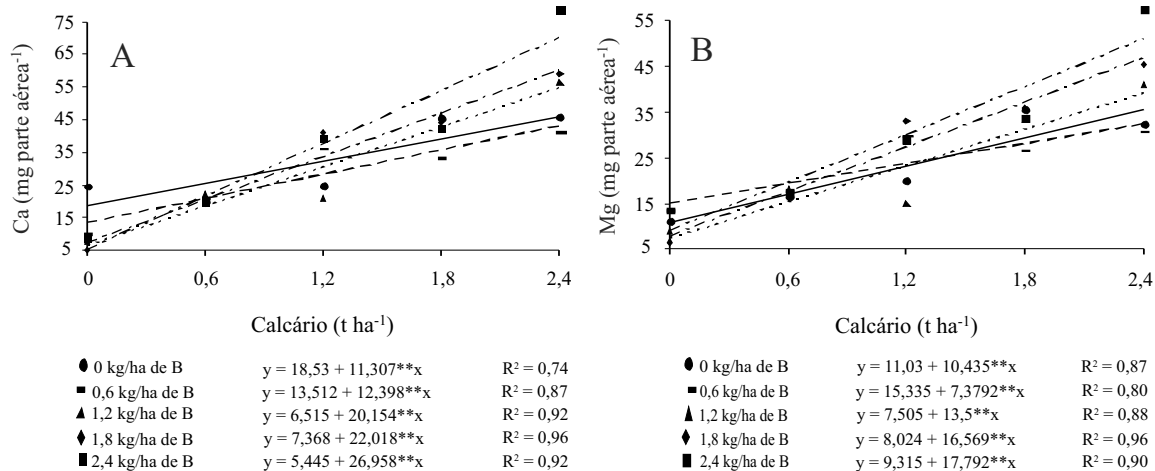 A
Ca (mg parte aérea⁻¹)
75
65
55
45
35
25
15
5
0
0,6
1,2
1,8
2,4
Calcário (t ha⁻¹)
0 kg/ha de B y = 18,53 + 11,307**x R² = 0,74
0,6 kg/ha de B y = 13,512 + 12,398**x R² = 0,87
1,2 kg/ha de B y = 6,515 + 20,154**x R² = 0,92
1,8 kg/ha de B y = 7,368 + 22,018**x R² = 0,96
2,4 kg/ha de B y = 5,445 + 26,958**x R² = 0,92
B
Mg (mg parte aérea⁻¹)
55
45
35
25
15
5
0
0,6
1,2
1,8
2,4
Calcário (t ha⁻¹)
0 kg/ha de B y = 11,03 + 10,435**x R² = 0,87
0,6 kg/ha de B y = 15,335 + 7,3792**x R² = 0,80
1,2 kg/ha de B y = 7,505 + 13,5**x R² = 0,88
1,8 kg/ha de B y = 8,024 + 16,569**x R² = 0,96
2,4 kg/ha de B y = 9,315 + 17,792**x R² = 0,90